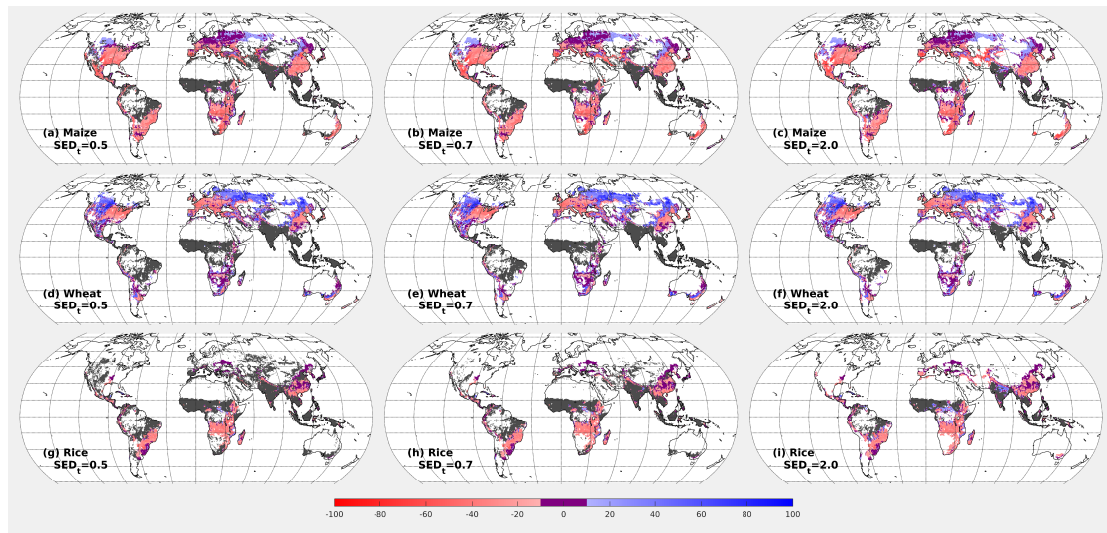 (a) Maize
SEDt=0.5
(b) Maize
SEDt=0.7
(c) Maize
SEDt=2.0
(d) Wheat
SEDt=0.5
(e) Wheat
SEDt=0.7
(f) Wheat
SEDt=2.0
(g) Rice
SEDt=0.5
(h) Rice
SEDt=0.7
(i) Rice
SEDt=2.0
-100 -80 -60 -40 -20 0 20 40 60 80 100